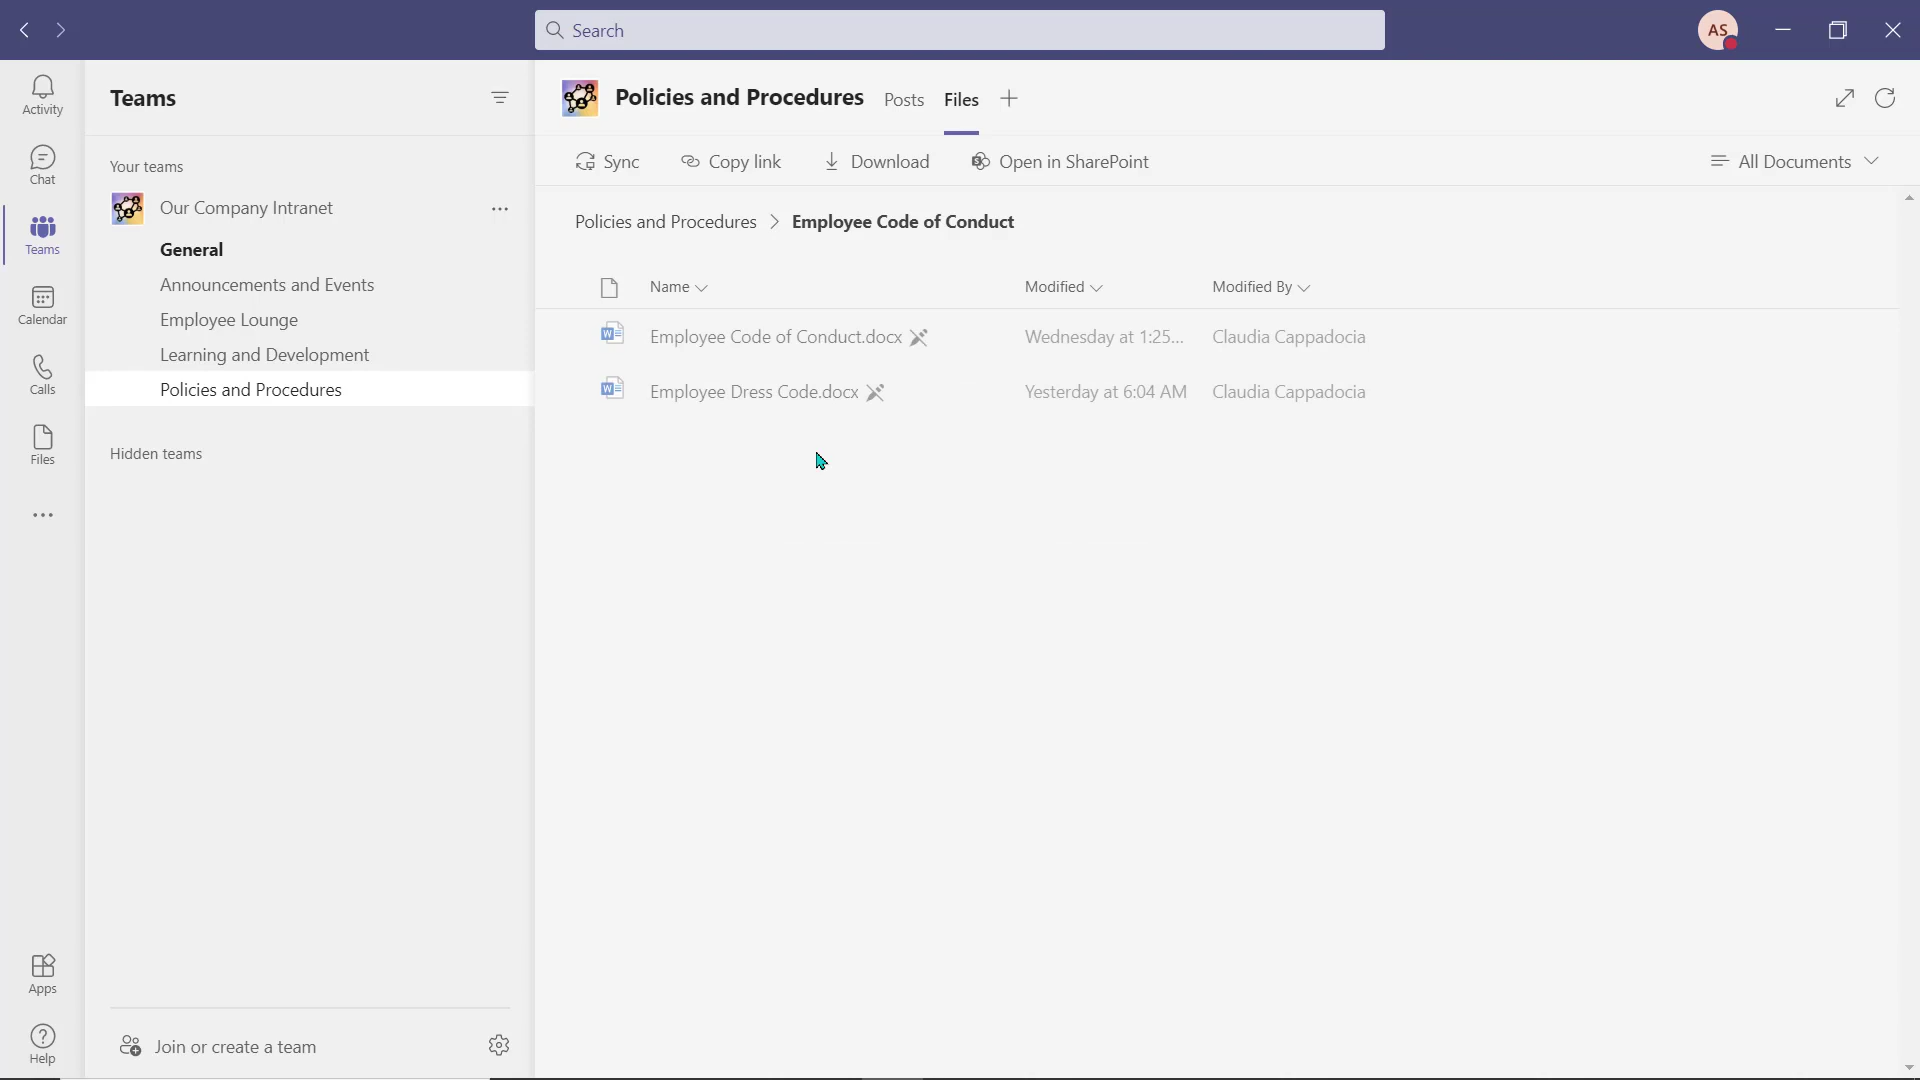 Search
AS
Activity
Chat
Teams
Calendar
Calls
Files
Apps
Help
Teams
Your teams
Our Company Intranet
General
Announcements and Events
Employee Lounge
Learning and Development
Policies and Procedures
Hidden teams
Join or create a team
Policies and Procedures Posts Files
Sync Copy link Download Open in SharePoint All Documents
Policies and Procedures > Employee Code of Conduct
Name Modified Modified By
Employee Code of Conduct.docx Wednesday at 1:25... Claudia Cappadocia
Employee Dress Code.docx Yesterday at 6:04 AM Claudia Cappadocia